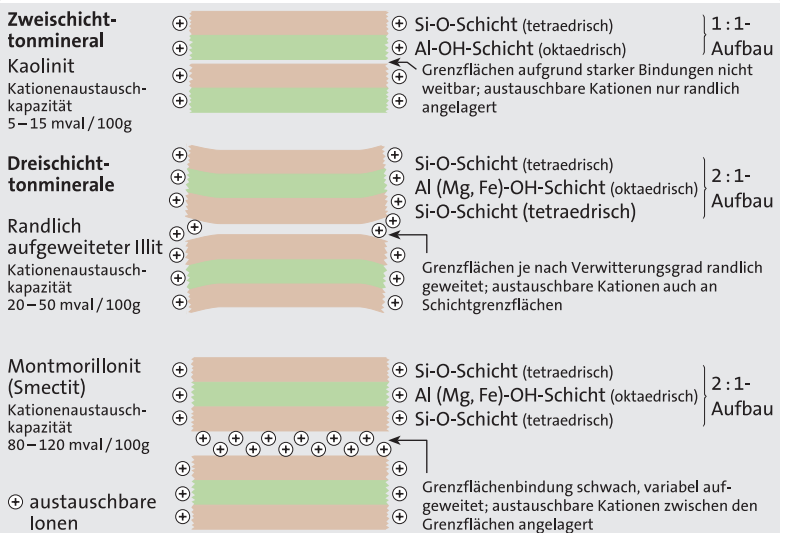 Zweischicht-
tonmineral
Kaolinit
Kationenaustausch-
kapazität
5–15 mval/100g
Si-O-Schicht (tetraedrisch)
Al-OH-Schicht (oktaedrisch)
1:1-
Aufbau
Grenzflächen aufgrund starker Bindungen nicht
weitbar; austauschbare Kationen nur randlich
angelagert
Dreischicht-
tonminerale
Randlich
aufgeweiteter Illit
Kationenaustausch-
kapazität
20–50 mval/100g
Si-O-Schicht (tetraedrisch)
Al (Mg, Fe)-OH-Schicht (oktaedrisch)
Si-O-Schicht (tetraedrisch)
2:1-
Aufbau
Grenzflächen je nach Verwitterungsgrad randlich
geweitet; austauschbare Kationen auch an
Schichtgrenzflächen
Montmorillonit
(Smectit)
Kationenaustausch-
kapazität
80–120 mval/100g
Si-O-Schicht (tetraedrisch)
Al (Mg, Fe)-OH-Schicht (oktaedrisch)
Si-O-Schicht (tetraedrisch)
2:1-
Aufbau
Grenzflächenbindung schwach, variabel auf-
geweitet; austauschbare Kationen zwischen den
Grenzflächen angelagert
⊕ austauschbare
Ionen